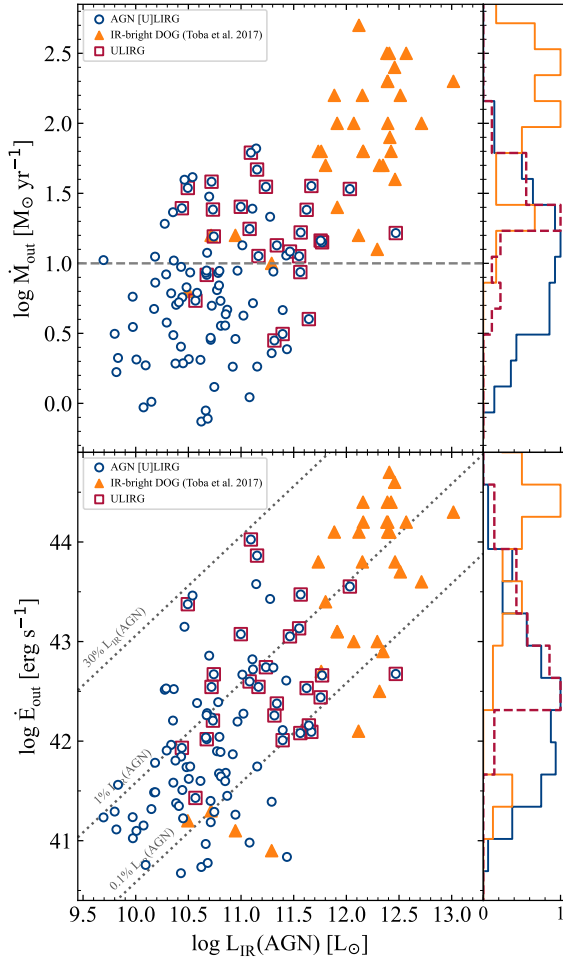 AGN [U]LIRG
IR-bright DOG (Toba et al. 2017)
ULIRG
2.5
2.0
1.5
1.0
0.5
0.0
log Ṁout [M⊙ yr−1]
AGN [U]LIRG
IR-bright DOG (Toba et al. 2017)
ULIRG
30% LIR(AGN)
1% LIR(AGN)
0.1% LIR(AGN)
44
43
42
41
log Ėout [erg s−1]
9.5 10.0 10.5 11.0 11.5 12.0 12.5 13.0 0 1
log LIR(AGN) [L⊙]